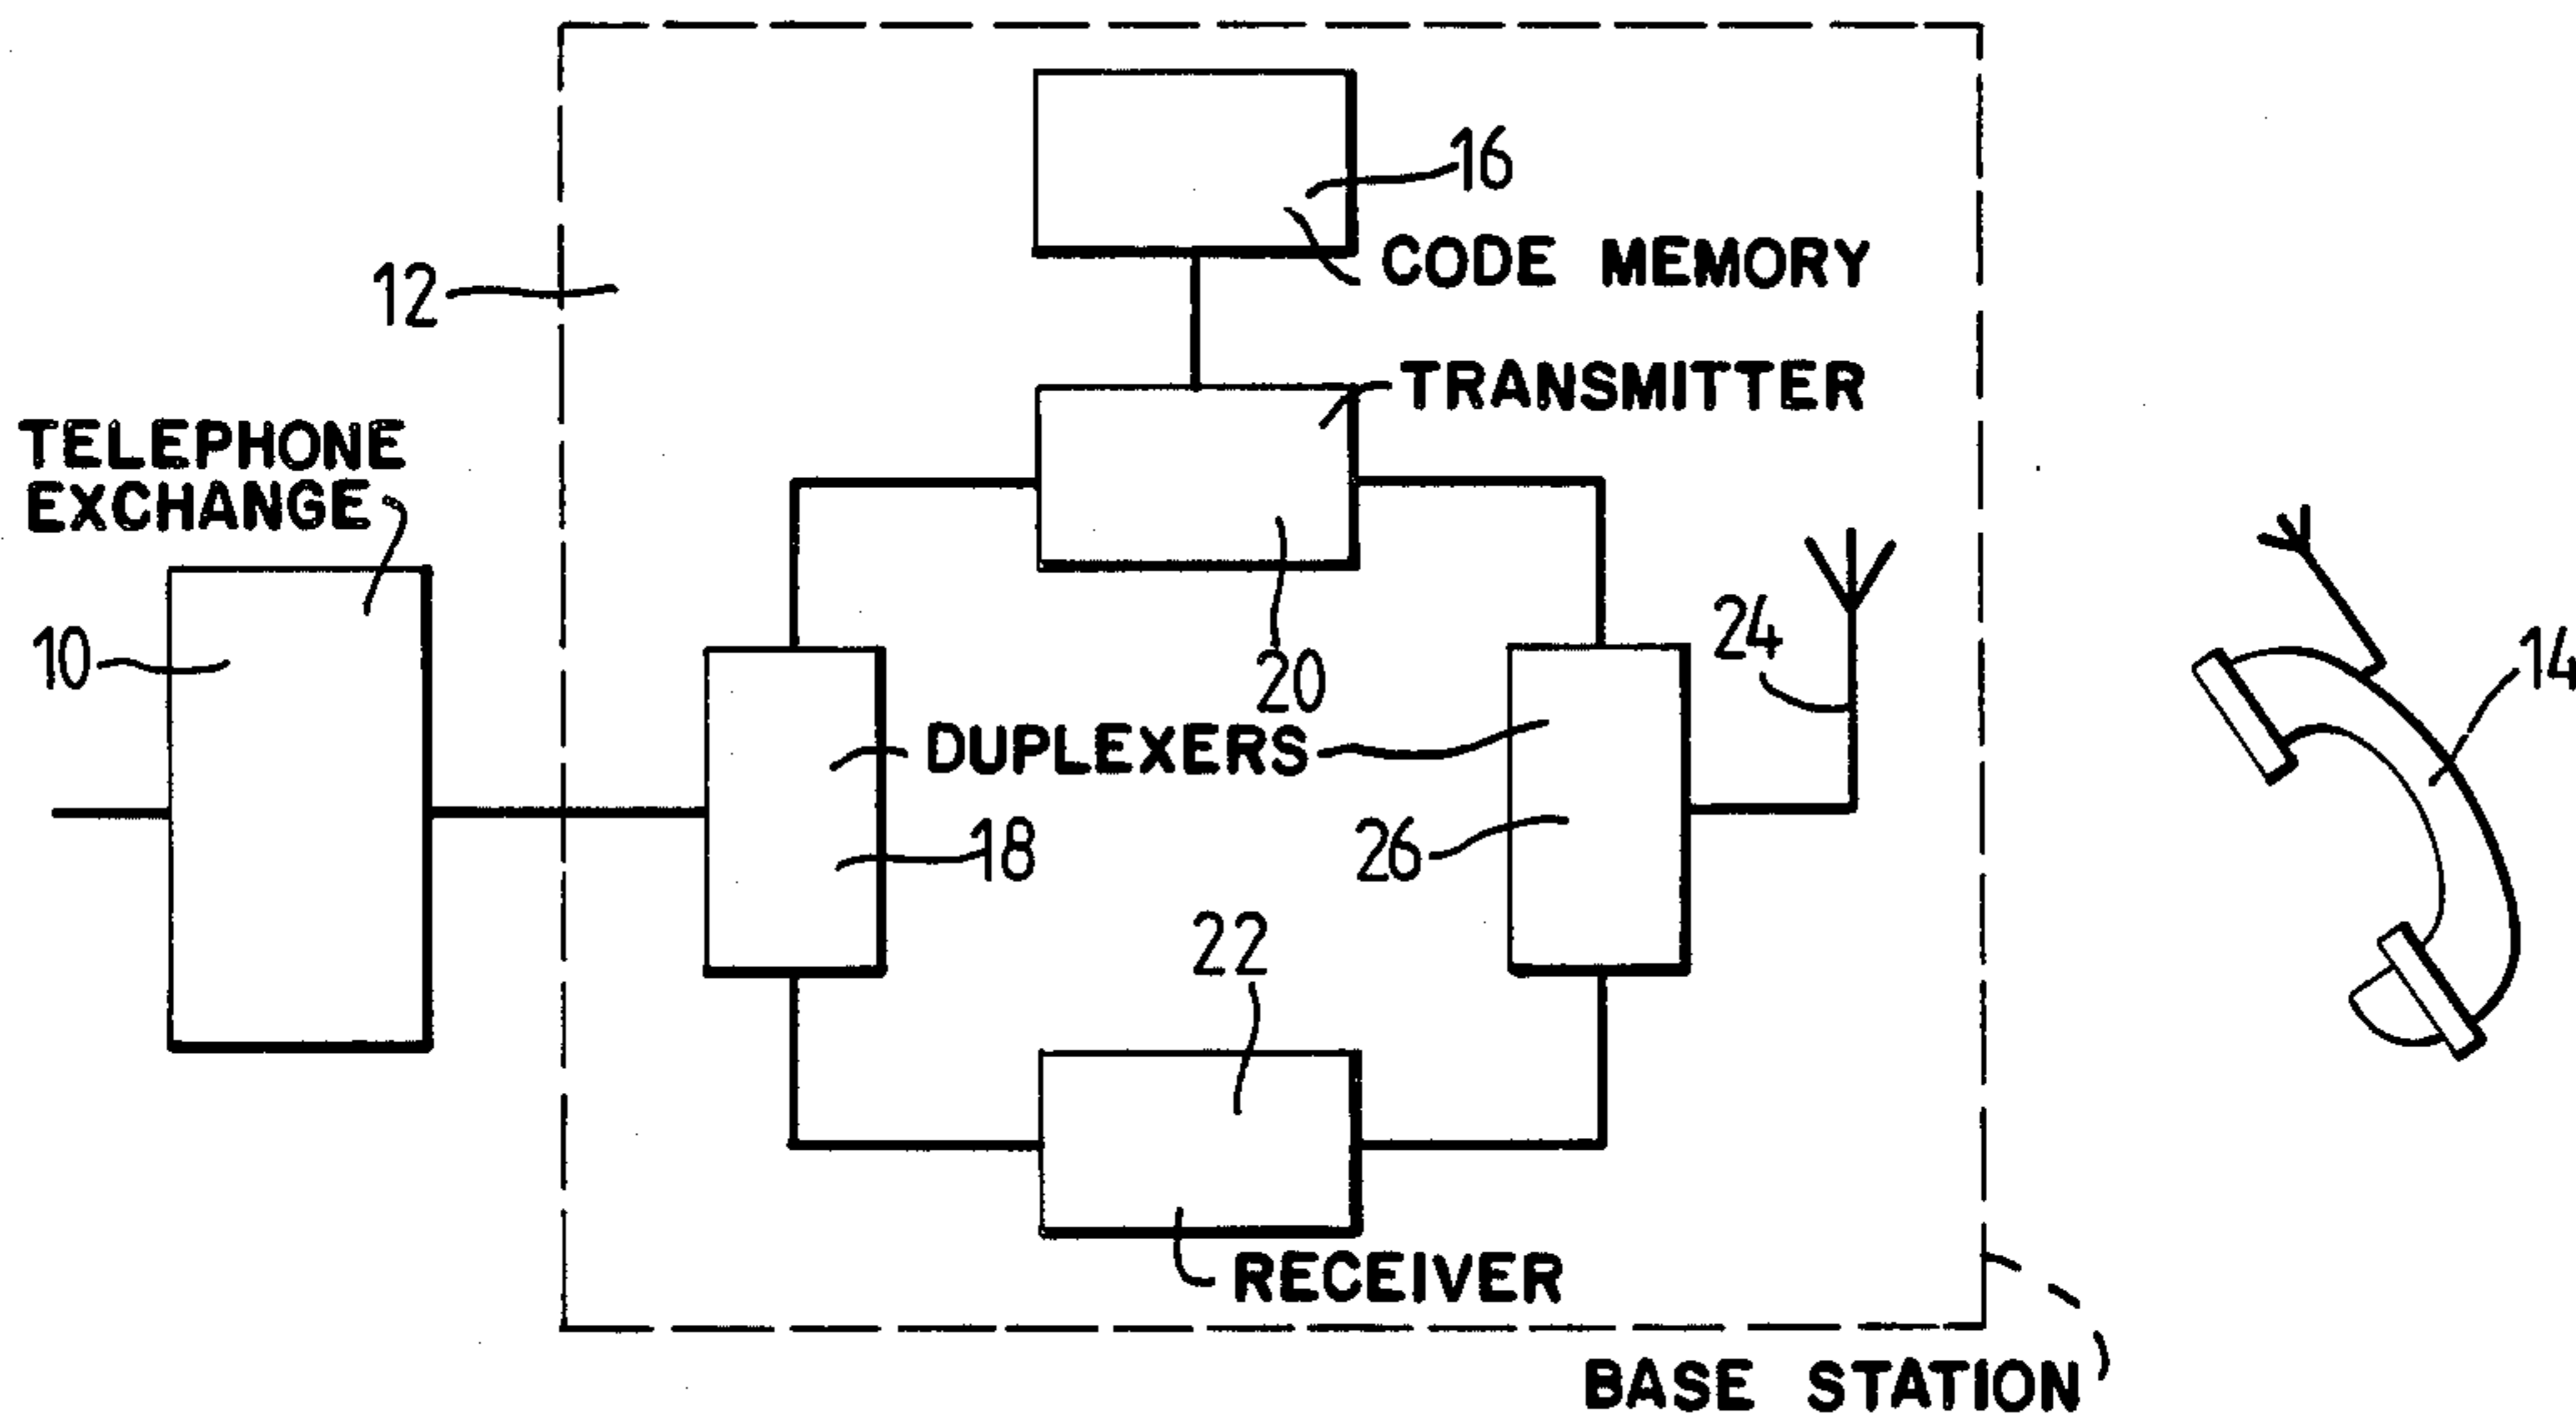 16
CODE MEMORY
12
TRANSMITTER
TELEPHONE
EXCHANGE
10
20
24
14
DUPLEXERS
18
26
22
RECEIVER
BASE STATION